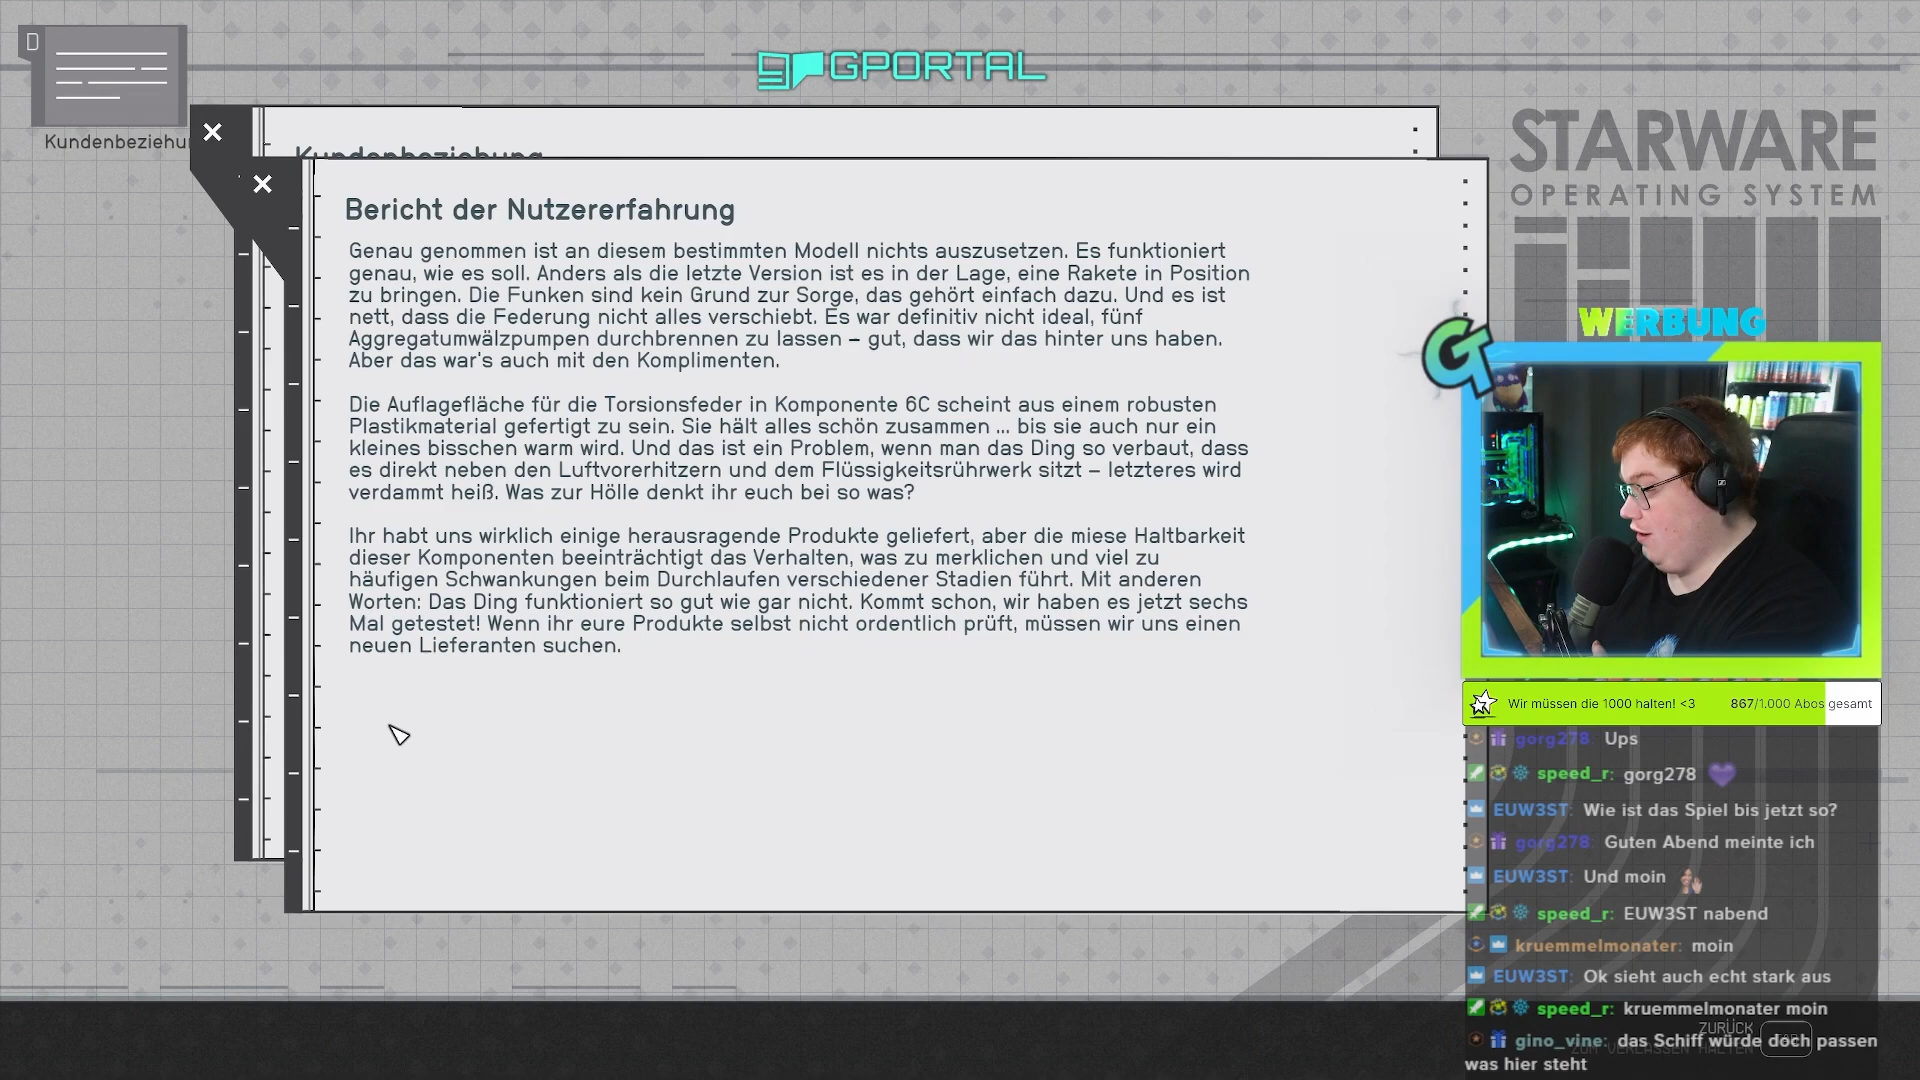 D
GPORTAL
Kundenbeziehu
Kundenbeziehung
STARWARE
OPERATING SYSTEM
Bericht der Nutzererfahrung
Genau genommen ist an diesem bestimmten Modell nichts auszusetzen. Es funktioniert
genau, wie es soll. Anders als die letzte Version ist es in der Lage, eine Rakete in Position
zu bringen. Die Funken sind kein Grund zur Sorge, das gehört einfach dazu. Und es ist
nett, dass die Federung nicht alles verschiebt. Es war definitiv nicht ideal, fünf
Aggregatumwälzpumpen durchbrennen zu lassen – gut, dass wir das hinter uns haben.
Aber das war's auch mit den Komplimenten.
Die Auflagefläche für die Torsionsfeder in Komponente 6C scheint aus einem robusten
Plastikmaterial gefertigt zu sein. Sie hält alles schön zusammen ... bis sie auch nur ein
kleines bisschen warm wird. Und das ist ein Problem, wenn man das Ding so verbaut, dass
es direkt neben den Luftvorerhitzern und dem Flüssigkeitsrührwerk sitzt – letzteres wird
verdammt heiß. Was zur Hölle denkt ihr euch bei so was?
Ihr habt uns wirklich einige herausragende Produkte geliefert, aber die miese Haltbarkeit
dieser Komponenten beeinträchtigt das Verhalten, was zu merklichen und viel zu
häufigen Schwankungen beim Durchlaufen verschiedener Stadien führt. Mit anderen
Worten: Das Ding funktioniert so gut wie gar nicht. Kommt schon, wir haben es jetzt sechs
Mal getestet! Wenn ihr eure Produkte selbst nicht ordentlich prüft, müssen wir uns einen
neuen Lieferanten suchen.
WERBUNG
G
Wir müssen die 1000 halten! <3 867/1.000 Abos gesamt
gorg278: Ups
speed_r: gorg278
EUW3ST: Wie ist das Spiel bis jetzt so?
gorg278: Guten Abend meinte ich
EUW3ST: Und moin
speed_r: EUW3ST nabend
kruemmelmonater: moin
EUW3ST: Ok sieht auch echt stark aus
speed_r: kruemmelmonater moin
ZURÜCK
gino_vine: das Schiff würde doch passen
ZUM VERLASSEN HALTEN
was hier steht